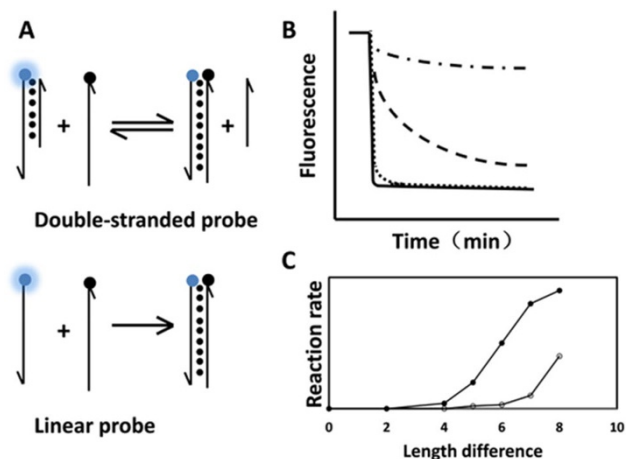 A
+
+
Double-stranded probe
+
Linear probe
B
Fluorescence
Time（min）
C
Reaction rate
0 2 4 6 8 10
Length difference